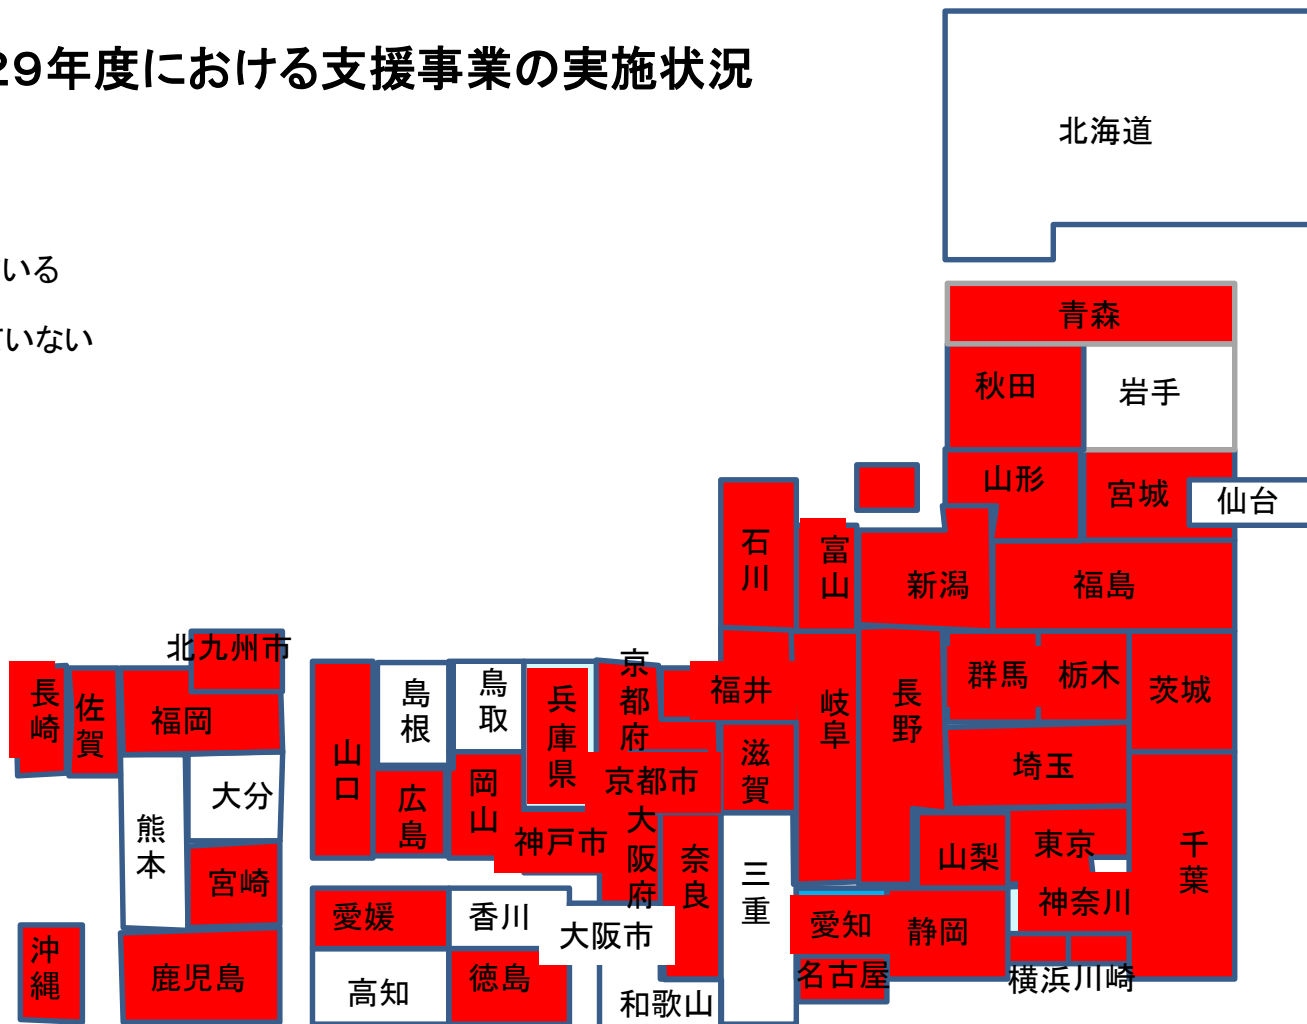 29年度における支援事業の実施状況
北海道
いる
ていない
青森
秋田
岩手
山形
宮城
仙台
石川
富山
新潟
福島
北九州市
長崎
佐賀
福岡
山口
島根
鳥取
兵庫県
京都府
福井
岐阜
長野
群馬
栃木
茨城
大分
熊本
広島
岡山
神戸市
京都市
大阪府
滋賀
埼玉
宮崎
奈良
三重
山梨
東京
千葉
神奈川
愛媛
香川
大阪市
愛知
静岡
沖縄
鹿児島
高知
徳島
和歌山
名古屋
横浜
川崎